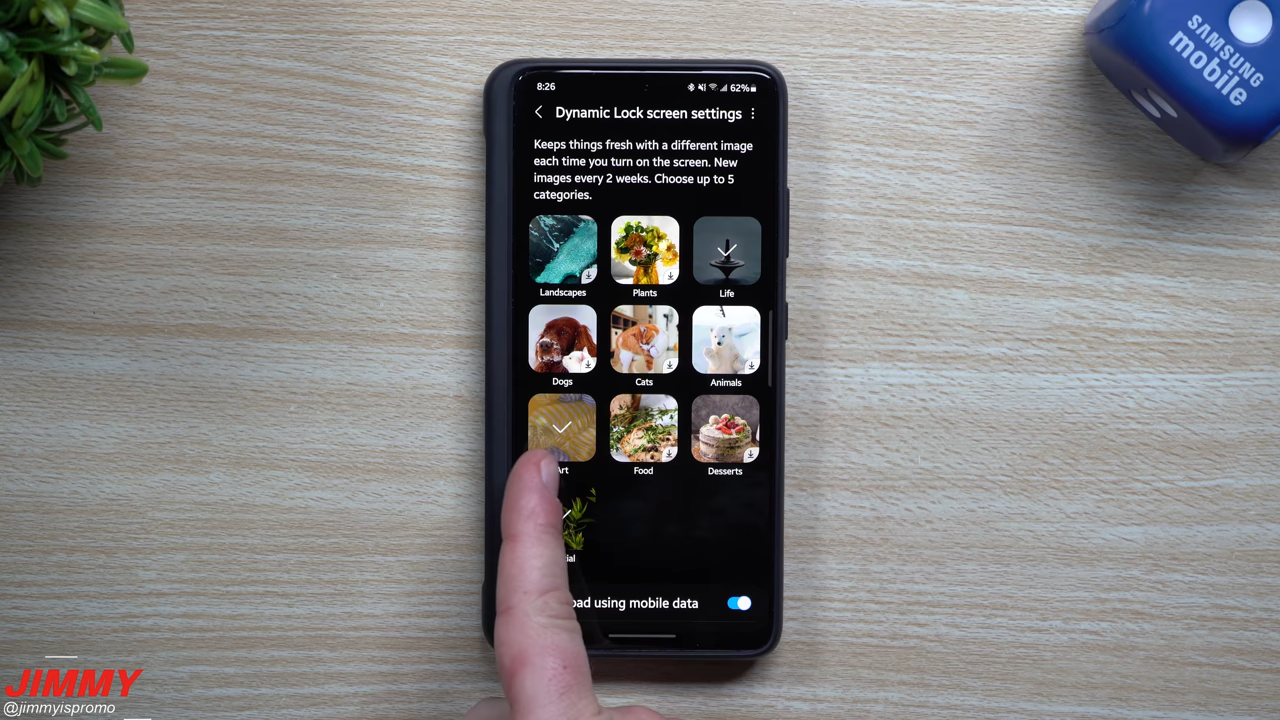 SAMSUNG
mobile
8:26
62%
Dynamic Lock screen settings
Keeps things fresh with a different image
each time you turn on the screen. New
images every 2 weeks. Choose up to 5
categories.
Landscapes
Plants
Life
Dogs
Cats
Animals
Art
Food
Desserts
ial
oad using mobile data
JIMMY
@jimmyispromo